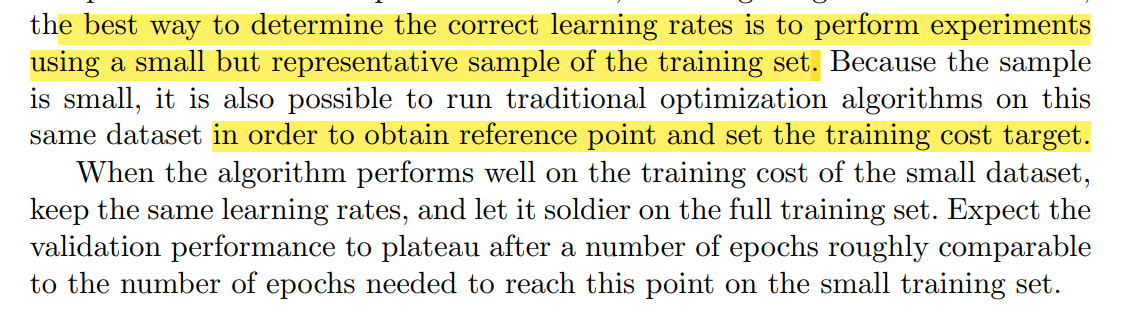 the best way to determine the correct learning rates is to perform experiments
using a small but representative sample of the training set. Because the sample
is small, it is also possible to run traditional optimization algorithms on this
same dataset in order to obtain reference point and set the training cost target.
When the algorithm performs well on the training cost of the small dataset,
keep the same learning rates, and let it soldier on the full training set. Expect the
validation performance to plateau after a number of epochs roughly comparable
to the number of epochs needed to reach this point on the small training set.